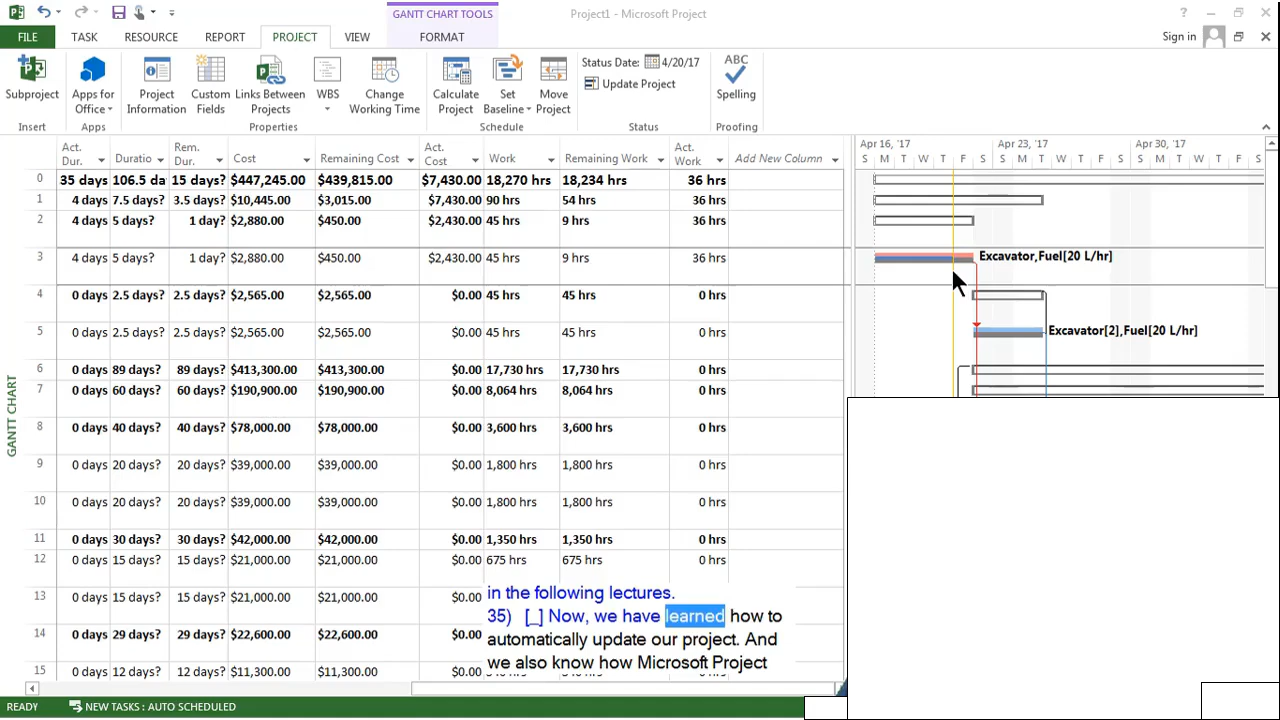 GANTT CHART TOOLS
Project1 - Microsoft Project
FILE TASK RESOURCE REPORT PROJECT VIEW FORMAT
Sign in
Subproject
Apps for Office
Project Information
Custom Fields
Links Between Projects
WBS
Change Working Time
Calculate Project
Set Baseline
Move Project
Status Date: 4/20/17
Update Project
ABC
Spelling
Insert Apps Properties Schedule Status Proofing
Act. Dur. Duratio Rem. Dur. Cost Remaining Cost Act. Cost Work Remaining Work Act. Work Add New Column
Apr 16, '17 Apr 23, '17 Apr 30, '17
S M T W T F S S M T W T F S S M T W T F S
0 35 days 106.5 da 15 days? $447,245.00 $439,815.00 $7,430.00 18,270 hrs 18,234 hrs 36 hrs
1 4 days 7.5 days? 3.5 days? $10,445.00 $3,015.00 $7,430.00 90 hrs 54 hrs 36 hrs
2 4 days 5 days? 1 day? $2,880.00 $450.00 $2,430.00 45 hrs 9 hrs 36 hrs
3 4 days 5 days? 1 day? $2,880.00 $450.00 $2,430.00 45 hrs 9 hrs 36 hrs Excavator,Fuel[20 L/hr]
4 0 days 2.5 days? 2.5 days? $2,565.00 $2,565.00 $0.00 45 hrs 45 hrs 0 hrs
5 0 days 2.5 days? 2.5 days? $2,565.00 $2,565.00 $0.00 45 hrs 45 hrs 0 hrs Excavator[2],Fuel[20 L/hr]
6 0 days 89 days? 89 days? $413,300.00 $413,300.00 $0.00 17,730 hrs 17,730 hrs 0 hrs
7 0 days 60 days? 60 days? $190,900.00 $190,900.00 $0.00 8,064 hrs 8,064 hrs 0 hrs
8 0 days 40 days? 40 days? $78,000.00 $78,000.00 $0.00 3,600 hrs 3,600 hrs 0 hrs
9 0 days 20 days? 20 days? $39,000.00 $39,000.00 $0.00 1,800 hrs 1,800 hrs 0 hrs
10 0 days 20 days? 20 days? $39,000.00 $39,000.00 $0.00 1,800 hrs 1,800 hrs 0 hrs
11 0 days 30 days? 30 days? $42,000.00 $42,000.00 $0.00 1,350 hrs 1,350 hrs 0 hrs
12 0 days 15 days? 15 days? $21,000.00 $21,000.00 $0.00 675 hrs 675 hrs 0 hrs
13 0 days 15 days? 15 days? $21,000.00 $21,000.00 $0.00
14 0 days 29 days? 29 days? $22,600.00 $22,600.00 $0.00
15 0 days 12 days? 12 days? $11,300.00 $11,300.00 $0.00
in the following lectures.
35) [_] Now, we have learned how to
automatically update our project. And
we also know how Microsoft Project
GANTT CHART
READY NEW TASKS : AUTO SCHEDULED